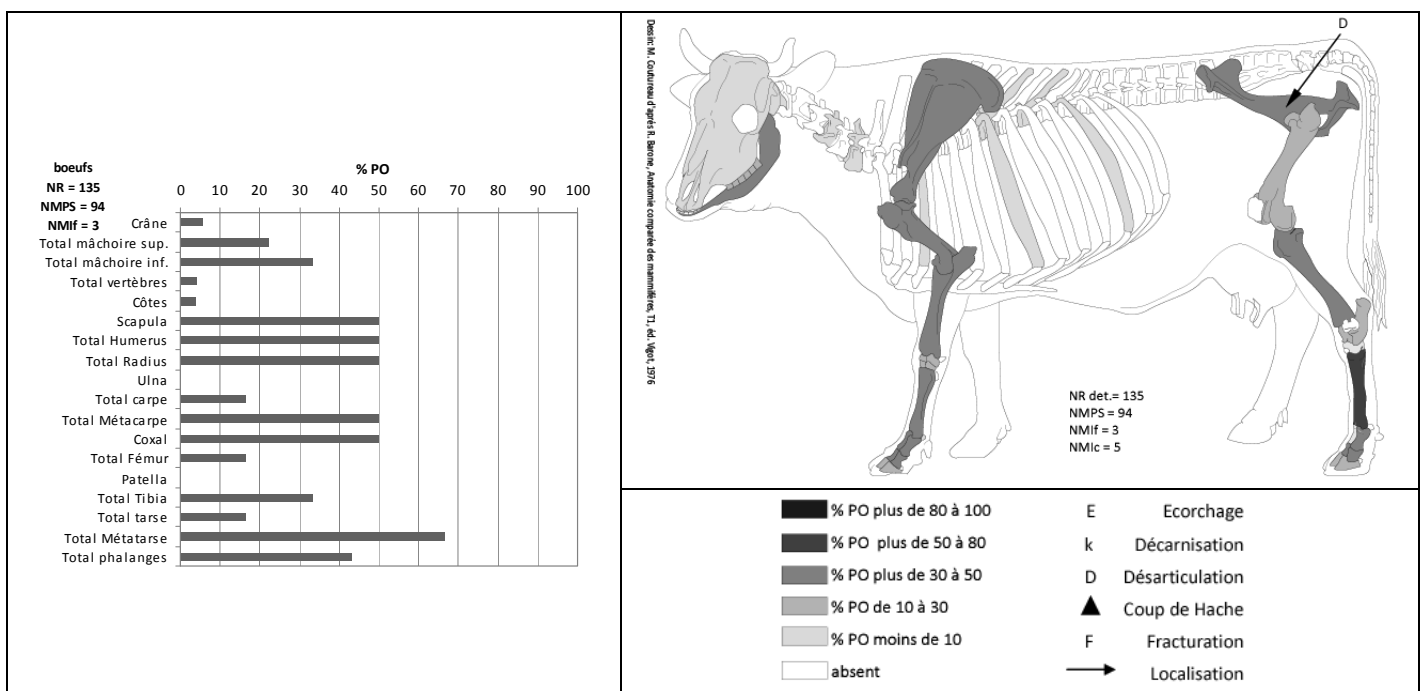 boeufs
NR = 135
NMPS = 94
NMIf = 3
% PO
0 10 20 30 40 50 60 70 80 90 100
Crâne
Total mâchoire sup.
Total mâchoire inf.
Total vertèbres
Côtes
Scapula
Total Humerus
Total Radius
Ulna
Total carpe
Total Métacarpe
Coxal
Total Fémur
Patella
Total Tibia
Total tarse
Total Métatarse
Total phalanges
Dessin: M. Coutureau d'après R. Barone, Anatomie comparée des mammifères, T1, éd. Vigot, 1976
D
NR det.= 135
NMPS = 94
NMIf = 3
NMIc = 5
% PO plus de 80 à 100
% PO plus de 50 à 80
% PO plus de 30 à 50
% PO de 10 à 30
% PO moins de 10
absent
E Ecorchage
k Décarnisation
D Désarticulation
Coup de Hache
F Fracturation
Localisation